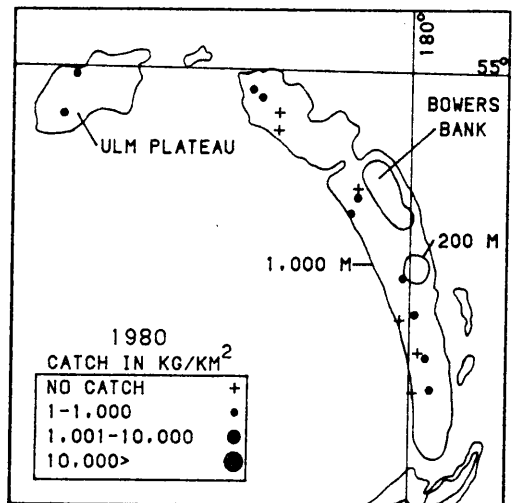 180°
55°
BOWERS
BANK
ULM PLATEAU
200 M
1,000 M
1980
CATCH IN KG/KM²
NO CATCH +
1-1,000
1,001-10,000
10,000>